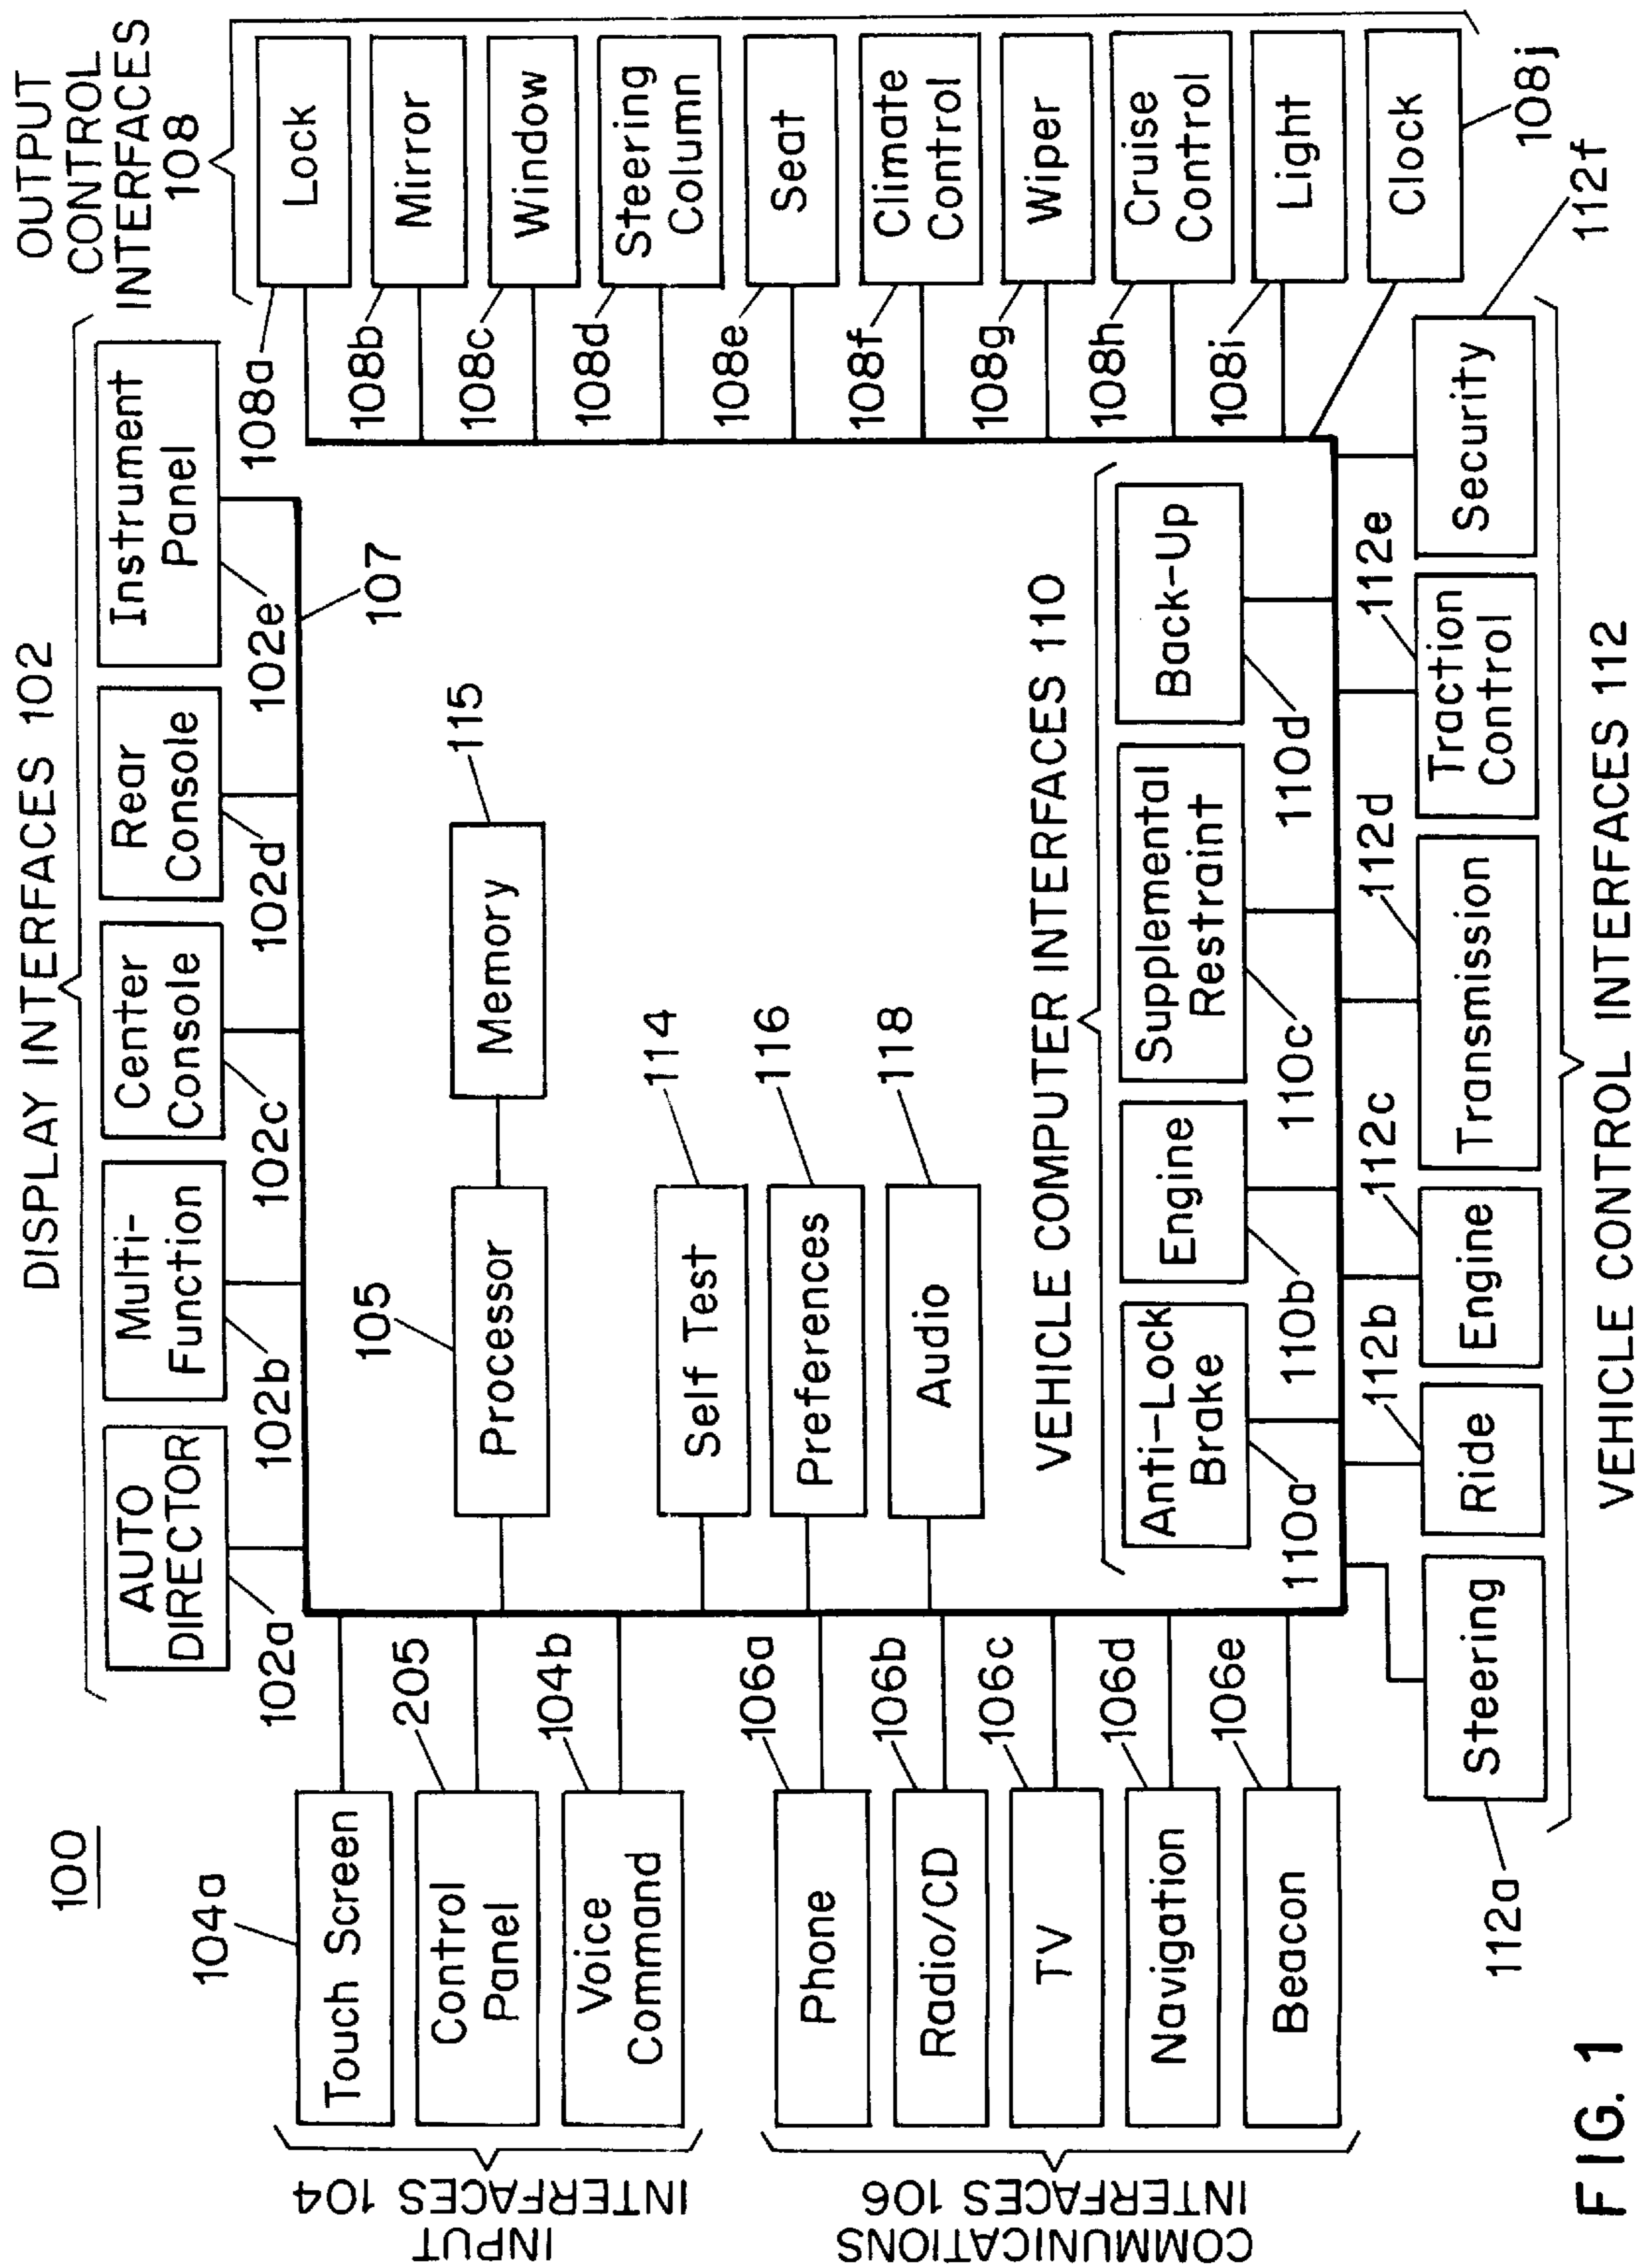 100
DISPLAY INTERFACES 102
AUTO
DIRECTOR
Multi-
Function
Center
Console
Rear
Console
Instrument
Panel
102a
102b
102c
102d
102e
107
OUTPUT
CONTROL
INTERFACES
108
Lock
Mirror
Window
Steering
Column
Seat
Climate
Control
Wiper
Cruise
Control
Light
Clock
108a
108b
108c
108d
108e
108f
108g
108h
108i
108j
INPUT
INTERFACES 104
104a
Touch Screen
205
Control
Panel
104b
Voice
Command
COMMUNICATIONS
INTERFACES 106
Phone
106a
Radio/CD
106b
TV
106c
Navigation
106d
Beacon
106e
105
Processor
Memory
115
Self Test
114
Preferences
116
Audio
118
VEHICLE COMPUTER INTERFACES 110
Anti-Lock
Brake
Engine
Supplemental
Restraint
Back-Up
110a
110b
110c
110d
112b
112c
112d
112e
112f
Steering
Ride
Engine
Transmission
Traction
Control
Security
112a
VEHICLE CONTROL INTERFACES 112
FIG. 1